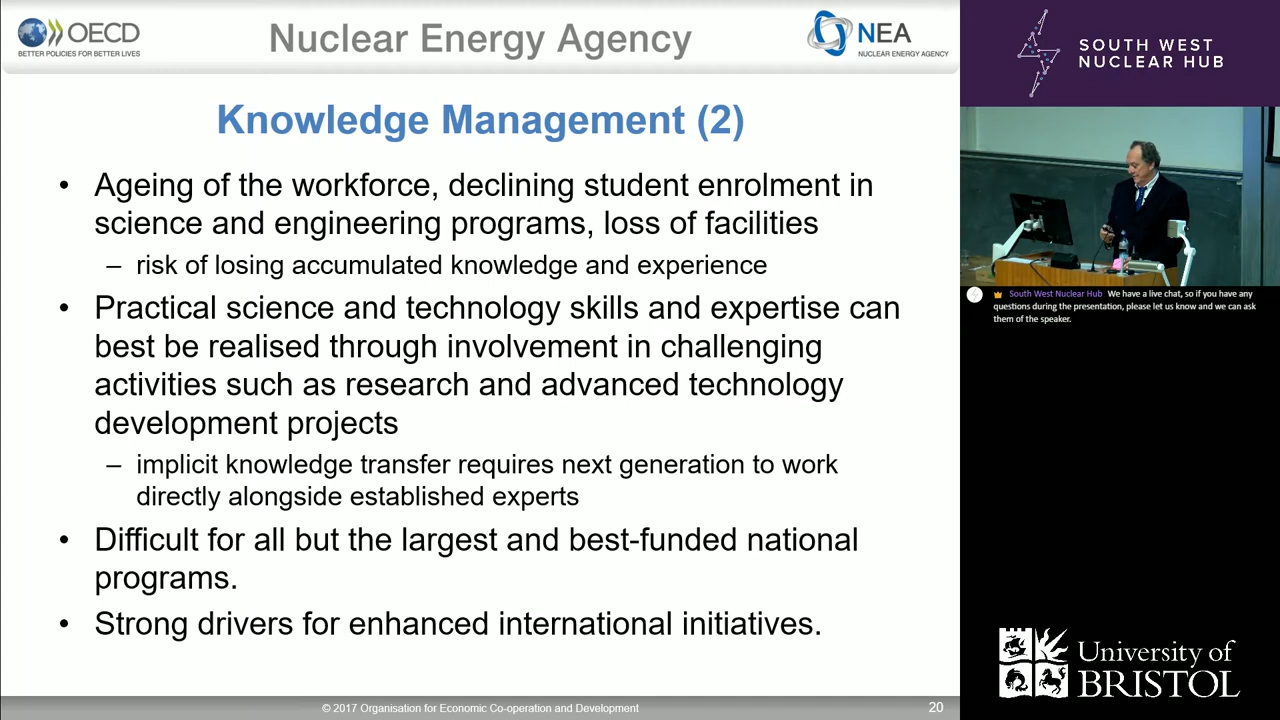 OECD
BETTER POLICIES FOR BETTER LIVES
Nuclear Energy Agency
NEA
NUCLEAR ENERGY AGENCY
Knowledge Management (2)
• Ageing of the workforce, declining student enrolment in
science and engineering programs, loss of facilities
– risk of losing accumulated knowledge and experience
• Practical science and technology skills and expertise can
best be realised through involvement in challenging
activities such as research and advanced technology
development projects
– implicit knowledge transfer requires next generation to work
directly alongside established experts
• Difficult for all but the largest and best-funded national
programs.
• Strong drivers for enhanced international initiatives.
© 2017 Organisation for Economic Co-operation and Development
20
SOUTH WEST
NUCLEAR HUB
South West Nuclear Hub We have a live chat, so if you have any
questions during the presentation, please let us know and we can ask
them of the speaker.
University of
BRISTOL